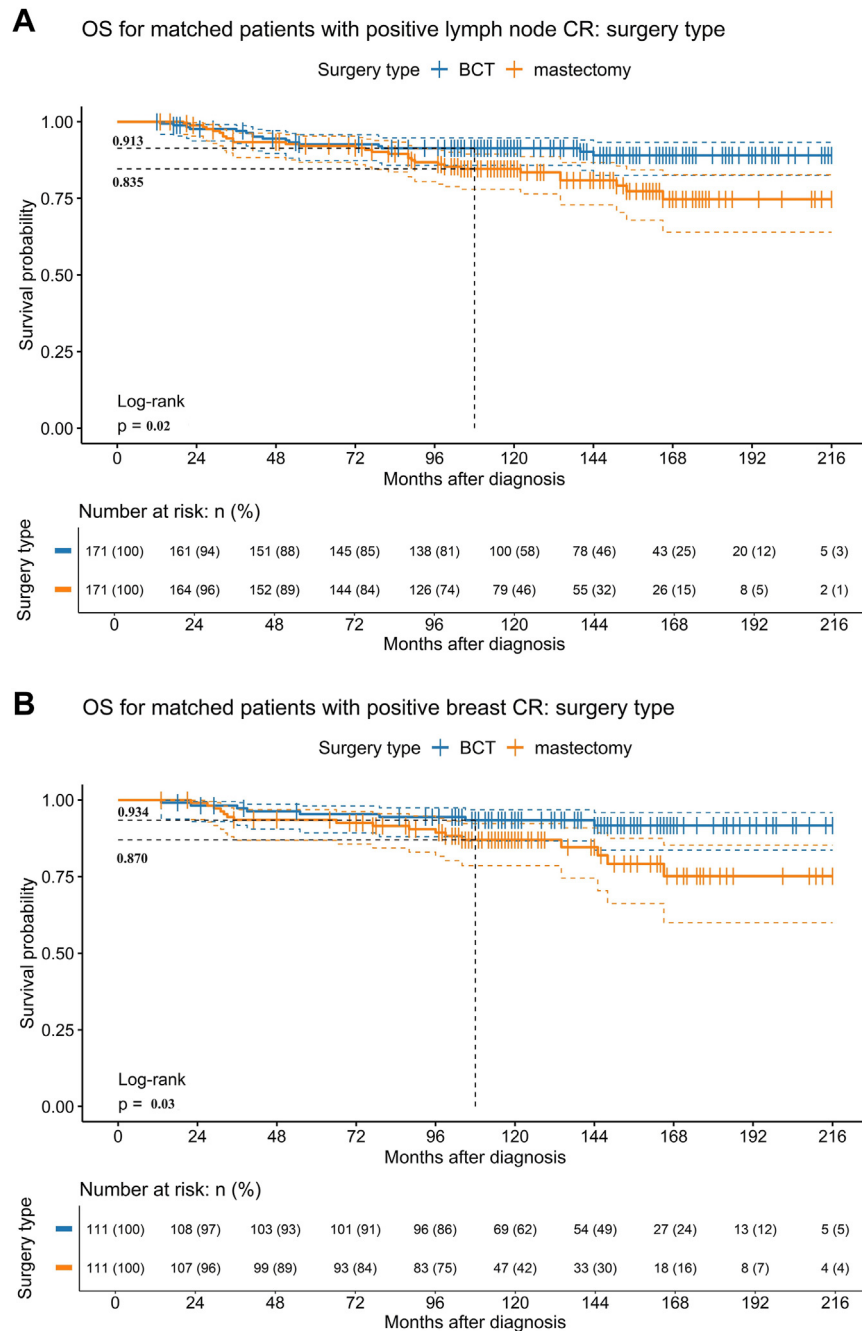 A
OS for matched patients with positive lymph node CR: surgery type
Surgery type BCT mastectomy
Survival probability
1.00
0.913
0.835
0.75
0.50
0.25
0.00
Log-rank
p = 0.02
0 24 48 72 96 120 144 168 192 216
Months after diagnosis
Number at risk: n (%)
Surgery type
171 (100) 161 (94) 151 (88) 145 (85) 138 (81) 100 (58) 78 (46) 43 (25) 20 (12) 5 (3)
171 (100) 164 (96) 152 (89) 144 (84) 126 (74) 79 (46) 55 (32) 26 (15) 8 (5) 2 (1)
0 24 48 72 96 120 144 168 192 216
Months after diagnosis
B
OS for matched patients with positive breast CR: surgery type
Surgery type BCT mastectomy
Survival probability
1.00
0.934
0.870
0.75
0.50
0.25
0.00
Log-rank
p = 0.03
0 24 48 72 96 120 144 168 192 216
Months after diagnosis
Number at risk: n (%)
Surgery type
111 (100) 108 (97) 103 (93) 101 (91) 96 (86) 69 (62) 54 (49) 27 (24) 13 (12) 5 (5)
111 (100) 107 (96) 99 (89) 93 (84) 83 (75) 47 (42) 33 (30) 18 (16) 8 (7) 4 (4)
0 24 48 72 96 120 144 168 192 216
Months after diagnosis